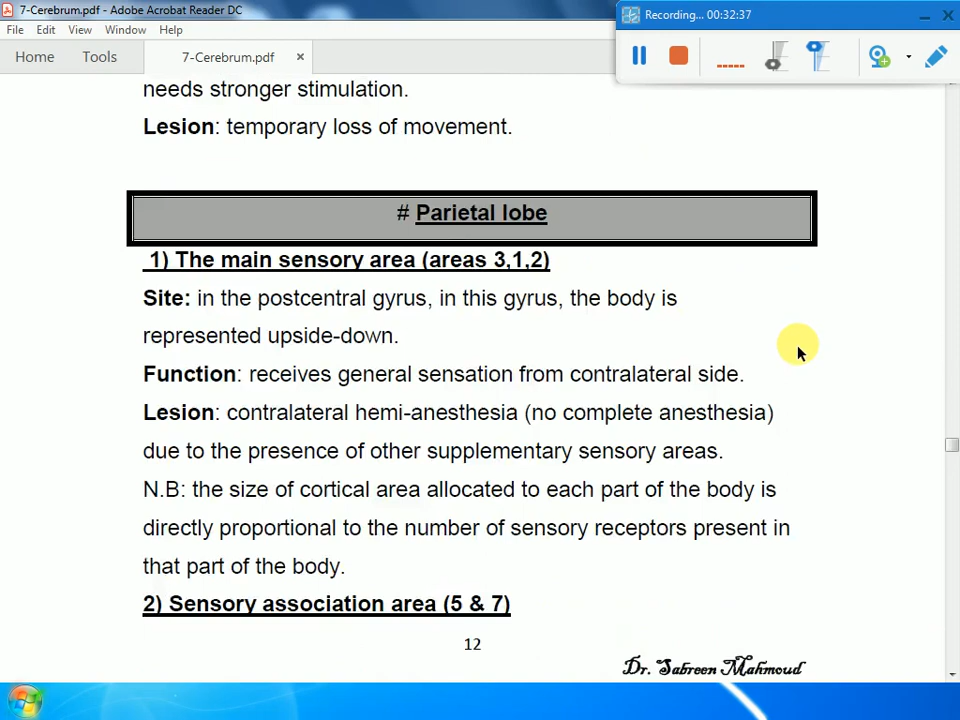 7-Cerebrum.pdf - Adobe Acrobat Reader DC
Recording... 00:32:37
File Edit View Window Help
Home Tools 7-Cerebrum.pdf ×
needs stronger stimulation.
Lesion: temporary loss of movement.
# Parietal lobe
1) The main sensory area (areas 3,1,2)
Site: in the postcentral gyrus, in this gyrus, the body is
represented upside-down.
Function: receives general sensation from contralateral side.
Lesion: contralateral hemi-anesthesia (no complete anesthesia)
due to the presence of other supplementary sensory areas.
N.B: the size of cortical area allocated to each part of the body is
directly proportional to the number of sensory receptors present in
that part of the body.
2) Sensory association area (5 & 7)
12
Dr. Sabreen Mahmoud